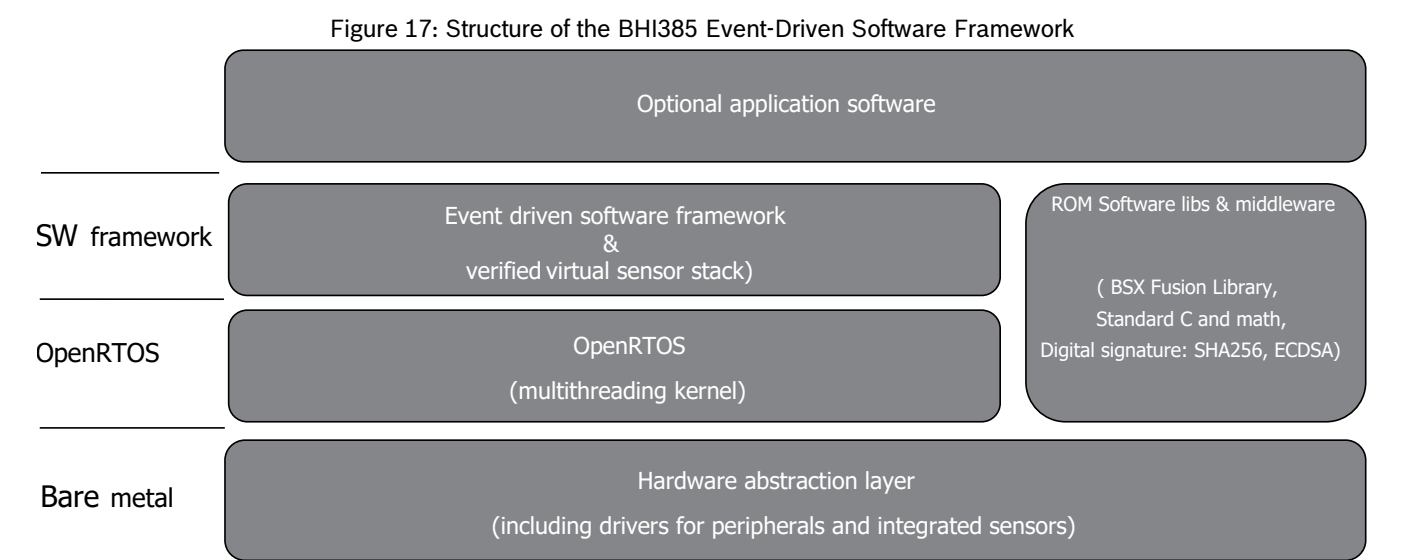 Figure 17: Structure of the BHI385 Event-Driven Software Framework
Optional application software
SW framework
Event driven software framework
&
verified virtual sensor stack)
ROM Software libs & middleware
( BSX Fusion Library,
Standard C and math,
Digital signature: SHA256, ECDSA)
OpenRTOS
OpenRTOS
(multithreading kernel)
Bare metal
Hardware abstraction layer
(including drivers for peripherals and integrated sensors)